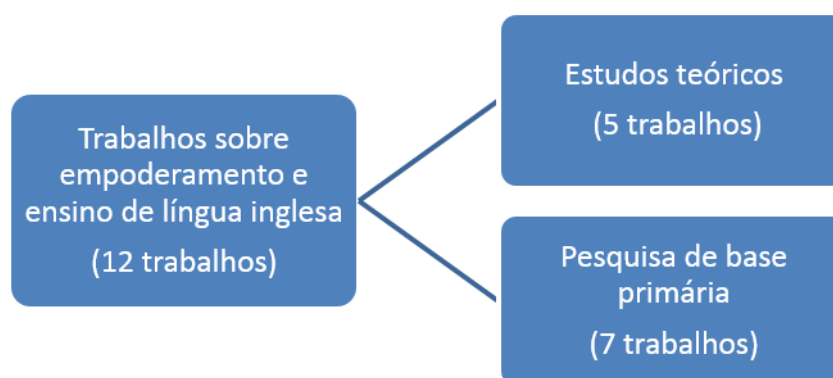 Trabalhos sobre
empoderamento e
ensino de língua inglesa
(12 trabalhos)
Estudos teóricos
(5 trabalhos)
Pesquisa de base
primária
(7 trabalhos)